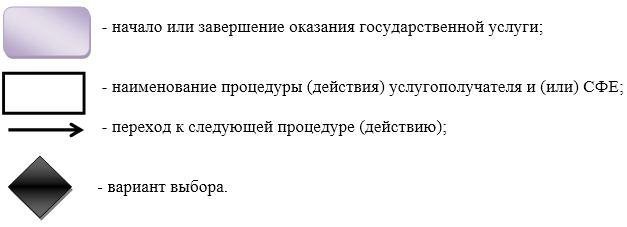 - начало или завершение оказания государственной услуги;
- наименование процедуры (действия) услугополучателя и (или) СФЕ;
- переход к следующей процедуре (действию);
- вариант выбора.